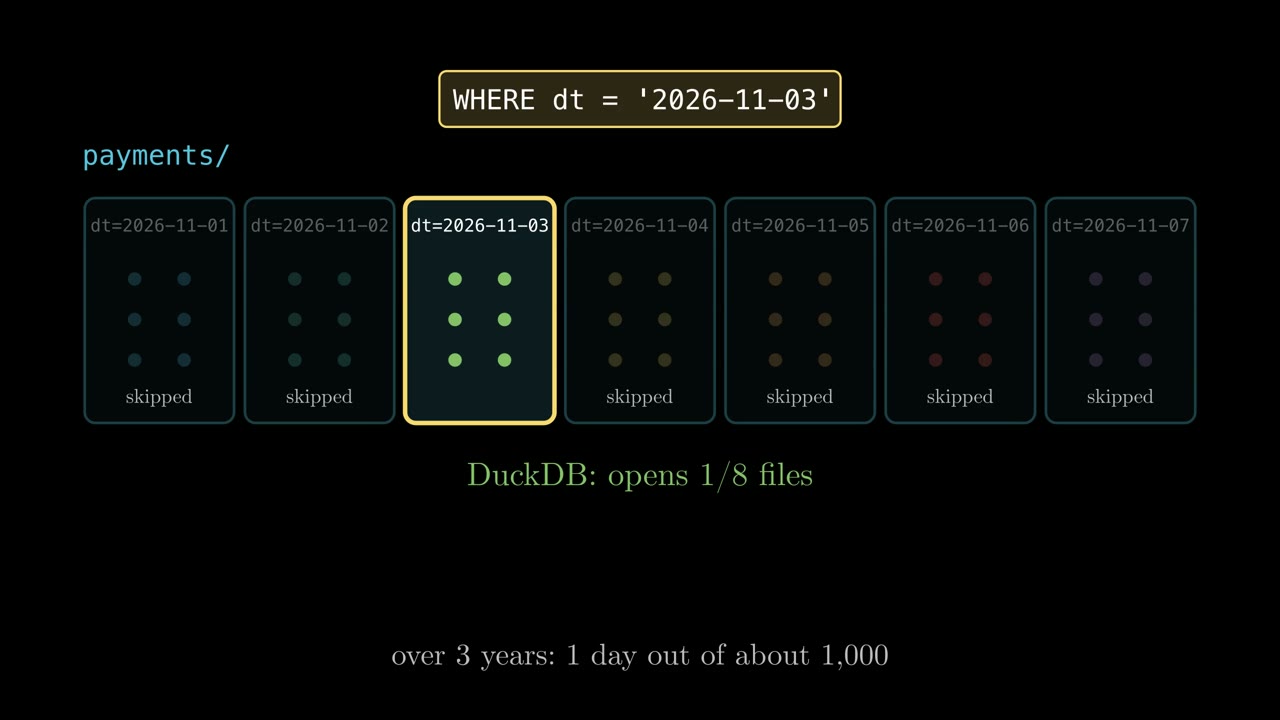 WHERE dt = '2026-11-03'
payments/
dt=2026-11-01 dt=2026-11-02 dt=2026-11-03 dt=2026-11-04 dt=2026-11-05 dt=2026-11-06 dt=2026-11-07
skipped skipped skipped skipped skipped skipped
DuckDB: opens 1/8 files
over 3 years: 1 day out of about 1,000